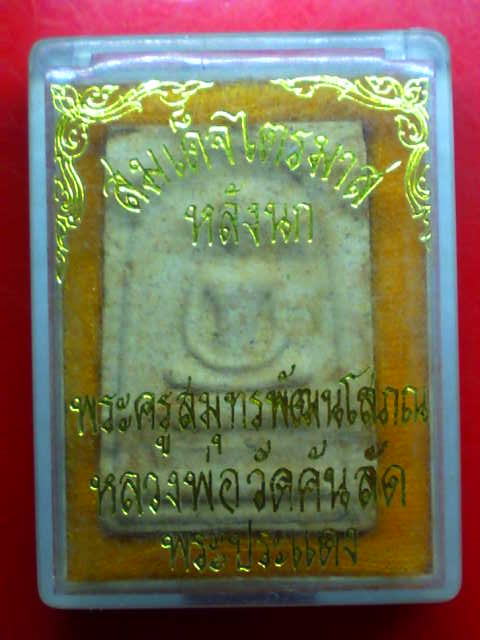 สมเด็จไตรมาส
หลังนก
พระครูสมุทรพัฒนโสภณ
หลวงพ่อวัดคันลัด
พระประแดง